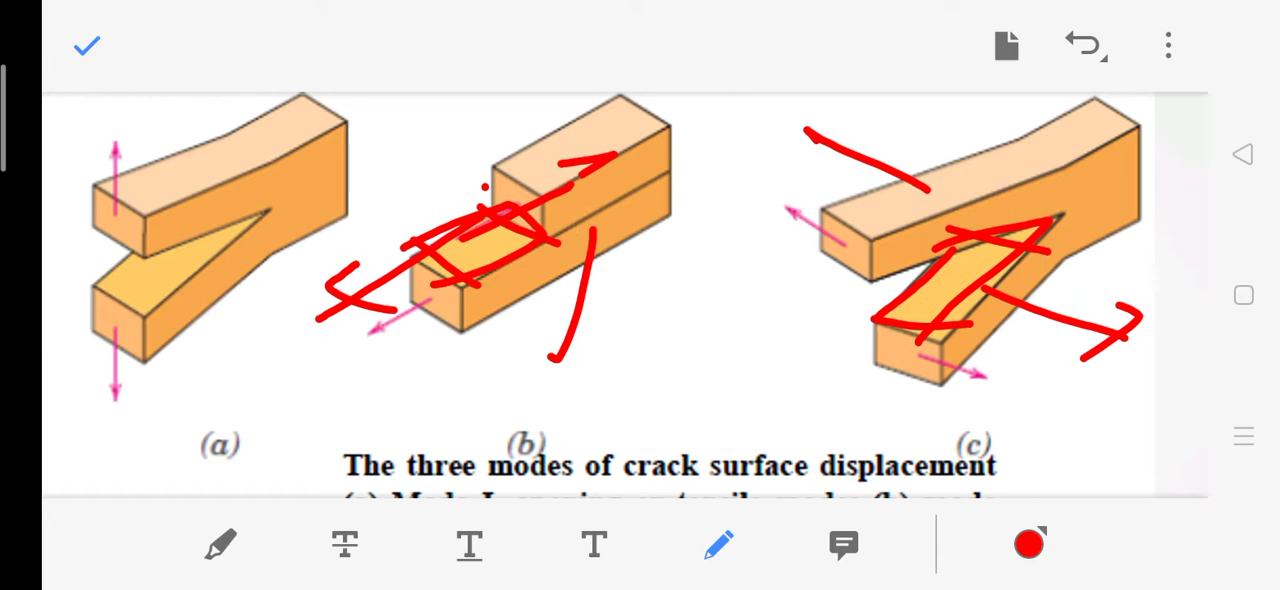 (a) (b) (c)
The three modes of crack surface displacement